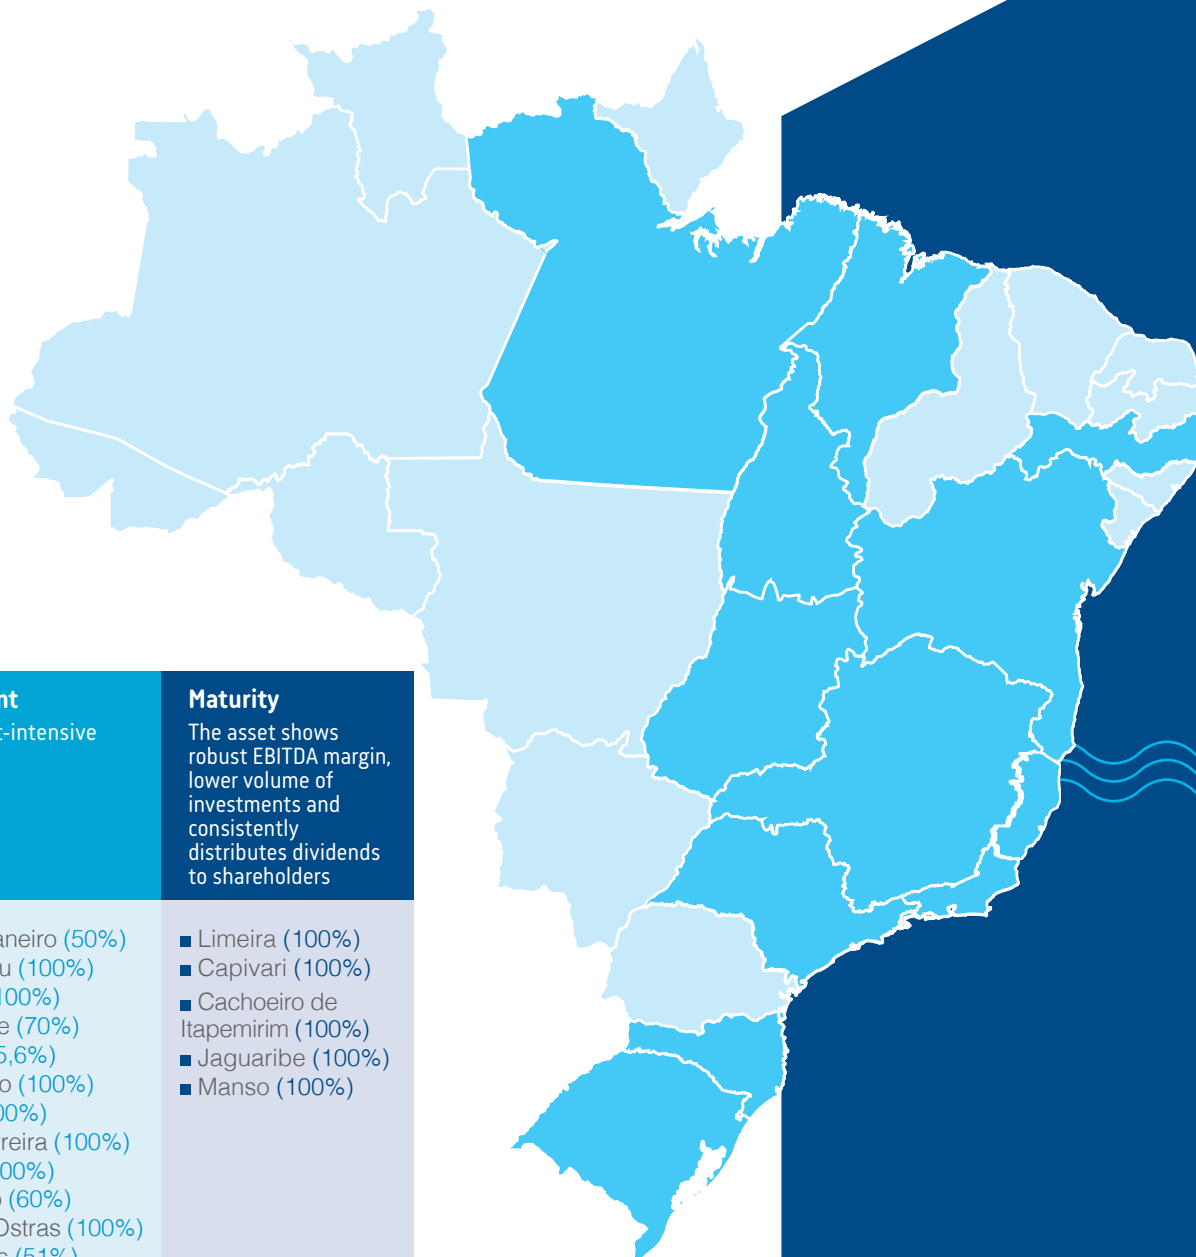 nt
t-intensive
Maturity
The asset shows
robust EBITDA margin,
lower volume of
investments and
consistently
distributes dividends
to shareholders
aneiro (50%)
u (100%)
100%)
e (70%)
5,6%)
o (100%)
00%)
reira (100%)
00%)
o (60%)
Ostras (100%)
s (51%)
Limeira (100%)
Capivari (100%)
Cachoeiro de
Itapemirim (100%)
Jaguaribe (100%)
Manso (100%)